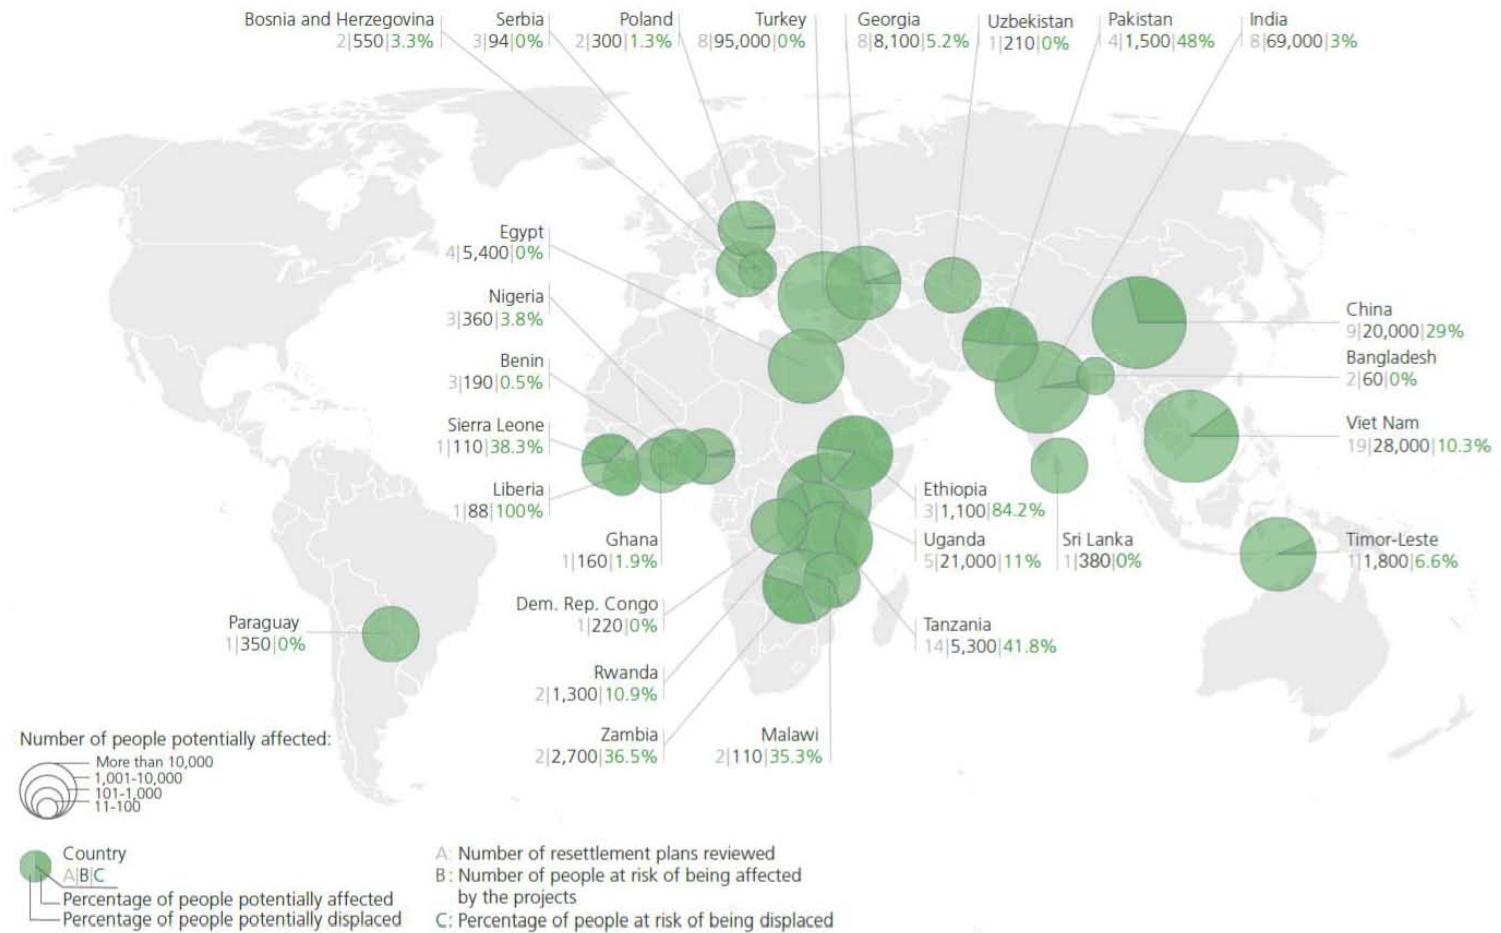 Bosnia and Herzegovina
2|550|3.3%
Serbia
3|94|0%
Poland
2|300|1.3%
Turkey
8|95,000|0%
Georgia
8|8,100|5.2%
Uzbekistan
1|210|0%
Pakistan
4|1,500|48%
India
8|69,000|3%
Egypt
4|5,400|0%
Nigeria
3|360|3.8%
Benin
3|190|0.5%
Sierra Leone
1|110|38.3%
Liberia
1|88|100%
Ghana
1|160|1.9%
Dem. Rep. Congo
1|220|0%
Rwanda
2|1,300|10.9%
Zambia
2|2,700|36.5%
Malawi
2|110|35.3%
Paraguay
1|350|0%
Ethiopia
3|1,100|84.2%
Uganda
5|21,000|11%
Sri Lanka
1|380|0%
Tanzania
14|5,300|41.8%
China
9|20,000|29%
Bangladesh
2|60|0%
Viet Nam
19|28,000|10.3%
Timor-Leste
1|1,800|6.6%
Number of people potentially affected:
More than 10,000
1,001-10,000
101-1,000
11-100
Country
A|B|C
Percentage of people potentially affected
Percentage of people potentially displaced
A: Number of resettlement plans reviewed
B: Number of people at risk of being affected
by the projects
C: Percentage of people at risk of being displaced